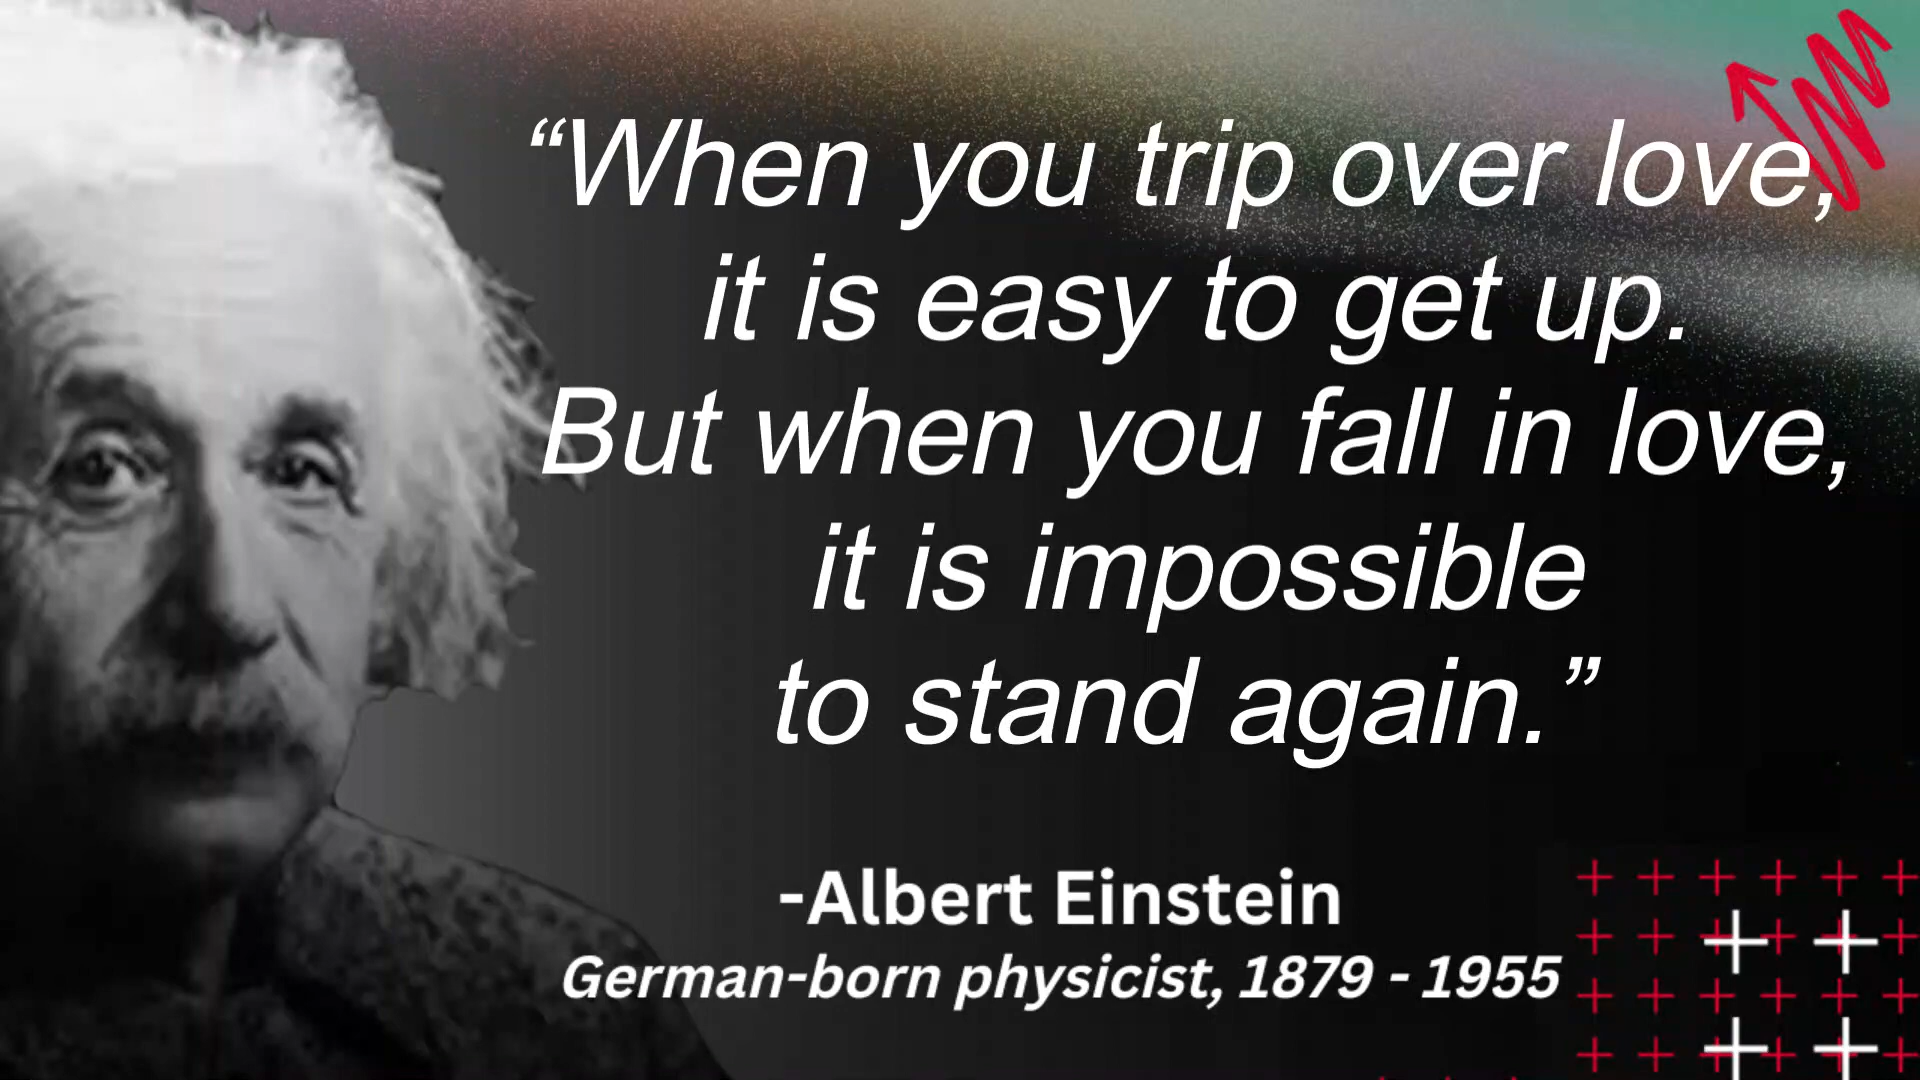 “When you trip over love,
it is easy to get up.
But when you fall in love,
it is impossible
to stand again.”
-Albert Einstein
German-born physicist, 1879 - 1955